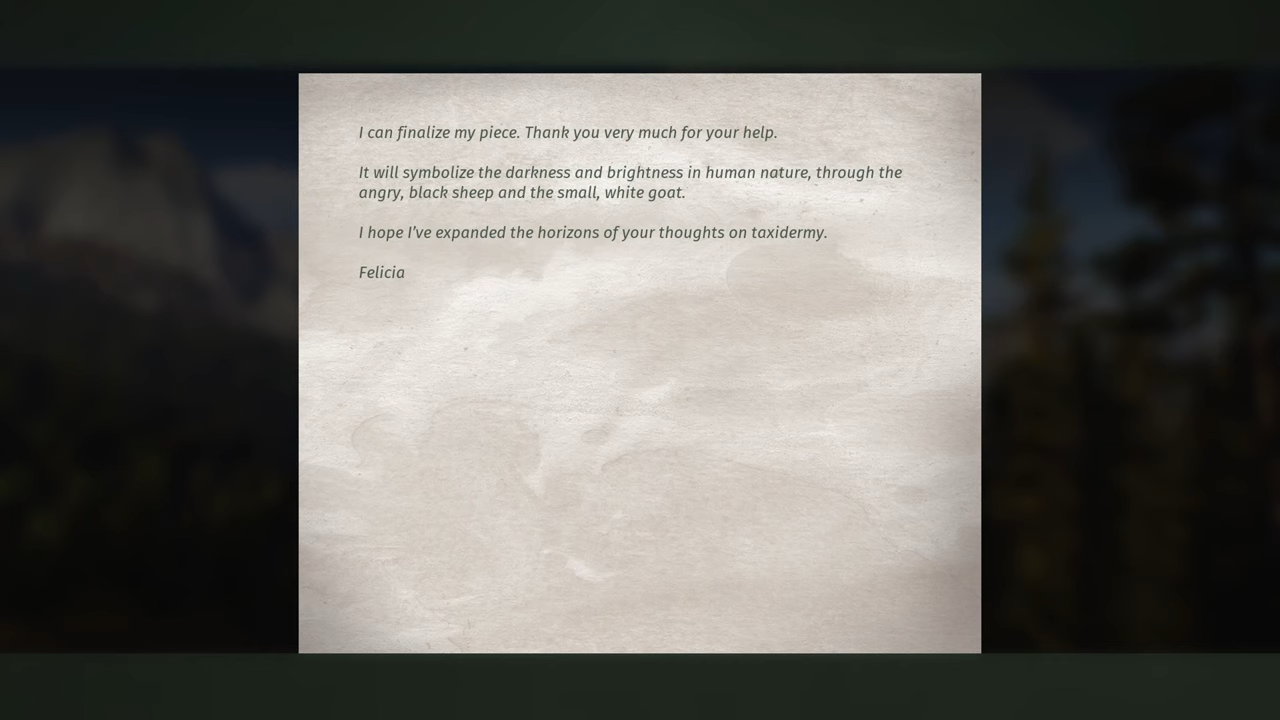 I can finalize my piece. Thank you very much for your help.
It will symbolize the darkness and brightness in human nature, through the
angry, black sheep and the small, white goat.
I hope I've expanded the horizons of your thoughts on taxidermy.
Felicia